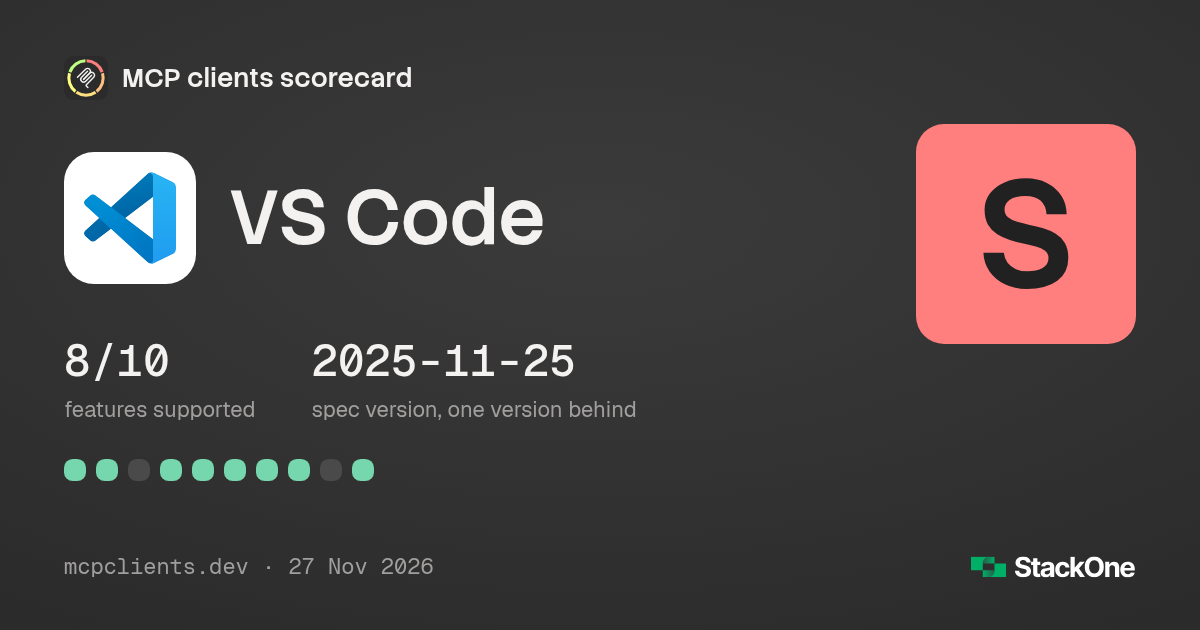 MCP clients scorecard
VS Code
S
8/10
features supported
2025-11-25
spec version, one version behind
mcpclients.dev · 27 Nov 2026
StackOne